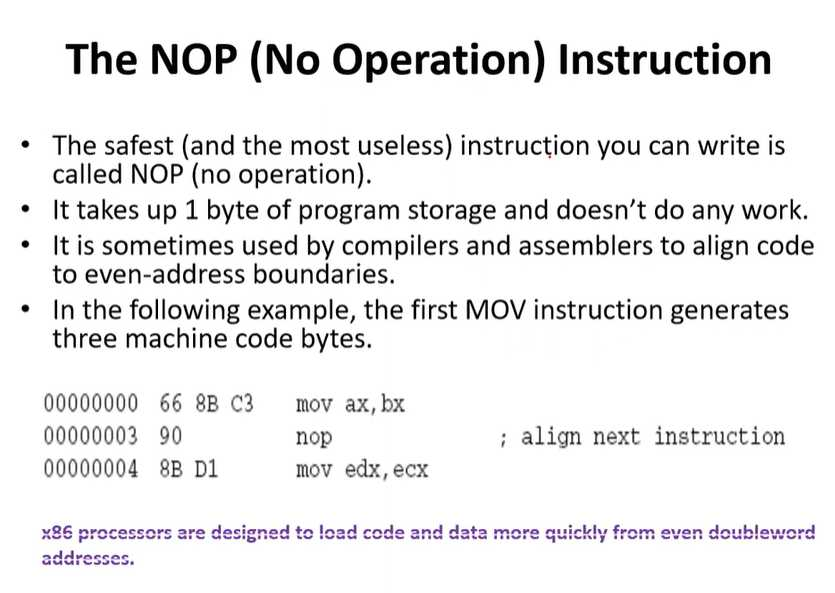 The NOP (No Operation) Instruction
• The safest (and the most useless) instruction you can write is
called NOP (no operation).
• It takes up 1 byte of program storage and doesn’t do any work.
• It is sometimes used by compilers and assemblers to align code
to even-address boundaries.
• In the following example, the first MOV instruction generates
three machine code bytes.
00000000 66 8B C3 mov ax,bx
00000003 90 nop ; align next instruction
00000004 8B D1 mov edx,ecx
x86 processors are designed to load code and data more quickly from even doubleword
addresses.